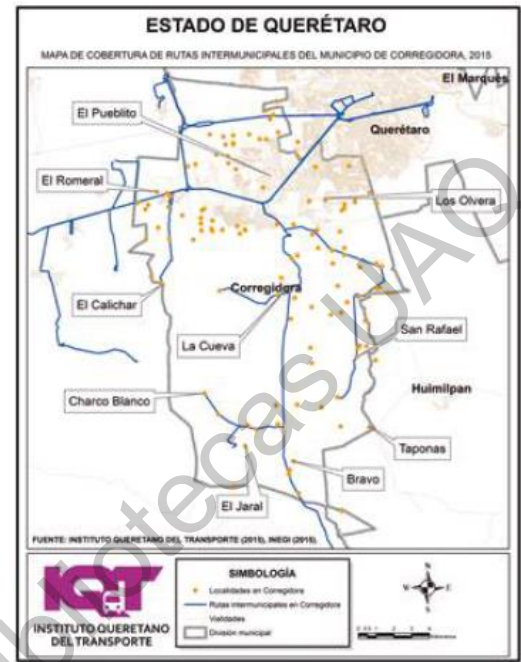 ESTADO DE QUERÉTARO
MAPA DE COBERTURA DE RUTAS INTERMUNICIPALES DEL MUNICIPIO DE CORREGIDORA, 2015
El Marqués
El Pueblito
Querétaro
El Romeral
Los Olvera
Corregidora
El Calichar
San Rafael
La Cueva
Huimilpan
Charco Blanco
Taponas
Bravo
El Jaral
FUENTE: INSTITUTO QUERETANO DEL TRANSPORTE (2015), INEGI (2015).
IQT
INSTITUTO QUERETANO
DEL TRANSPORTE
SIMBOLOGÍA
Localidades en Corregidora
Rutas intermunicipales en Corregidora
Vialidades
División municipal
N
W E
S
bliotecas UAQ